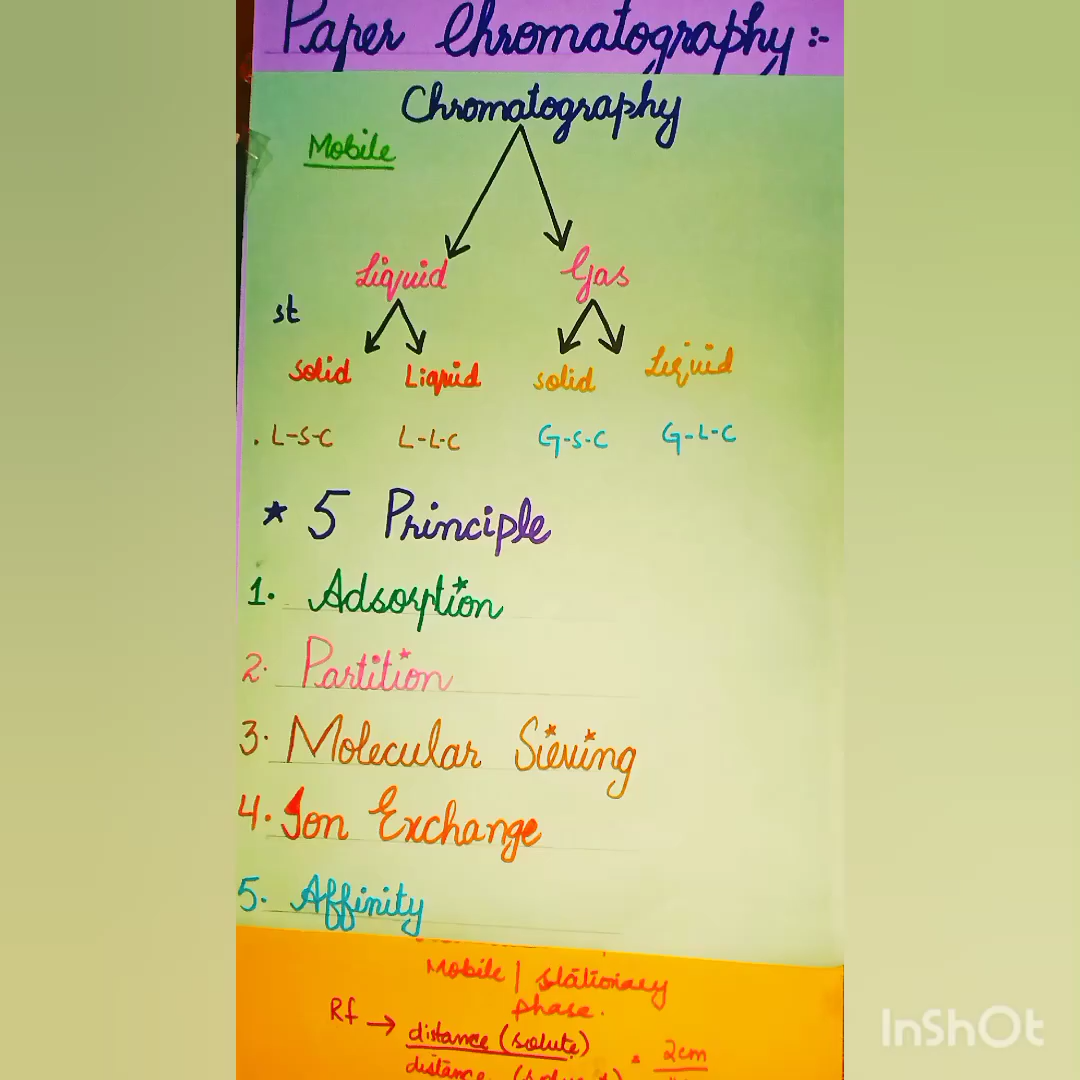 Paper Chromatography :-
Chromatography
Mobile
Liquid Gas
st
Solid Liquid solid Liquid
. L-S-C L-L-C G-S-C G-L-C
* 5 Principle
1. Adsorption
2. Partition
3. Molecular Sieving
4. Ion Exchange
5. Affinity
Mobile | stationary
phase.
Rf → distance (solute) = 2cm
distance
InShOt